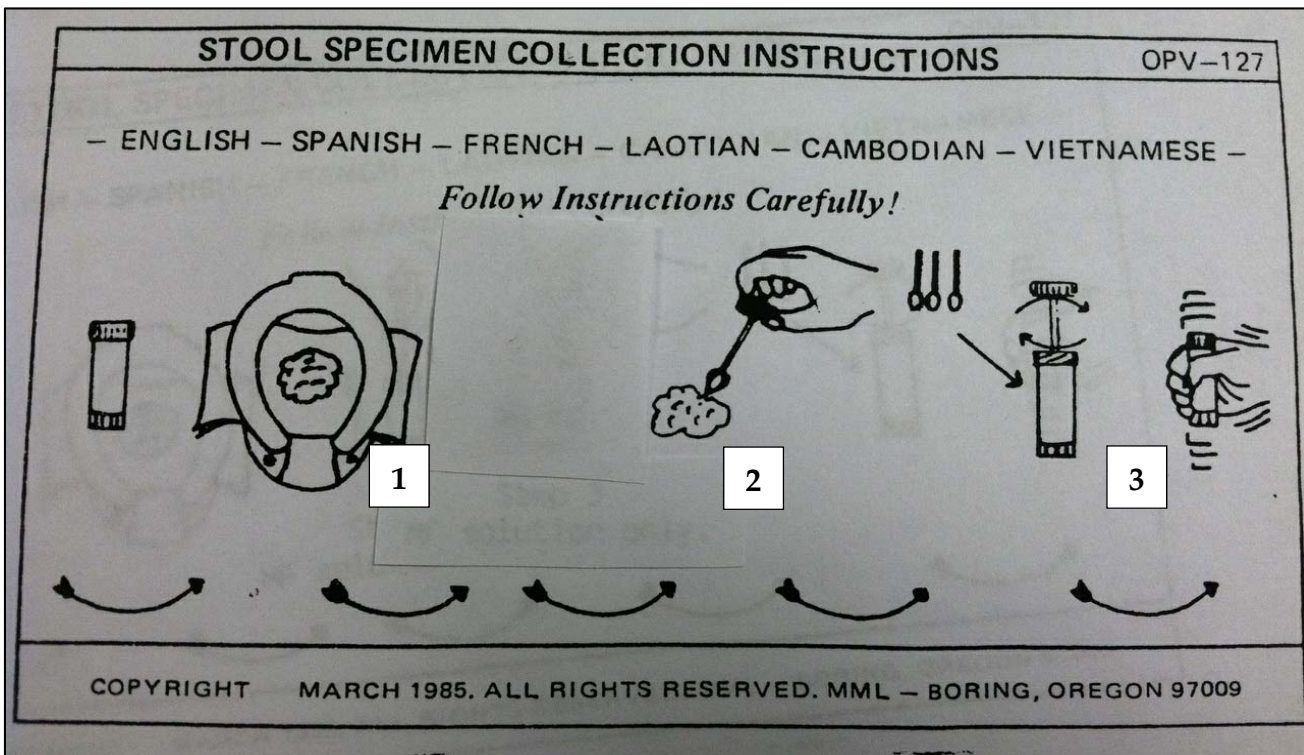 STOOL SPECIMEN COLLECTION INSTRUCTIONS OPV-127
- ENGLISH - SPANISH - FRENCH - LAOTIAN - CAMBODIAN - VIETNAMESE -
Follow Instructions Carefully!
1 2 3
COPYRIGHT MARCH 1985. ALL RIGHTS RESERVED. MML - BORING, OREGON 97009